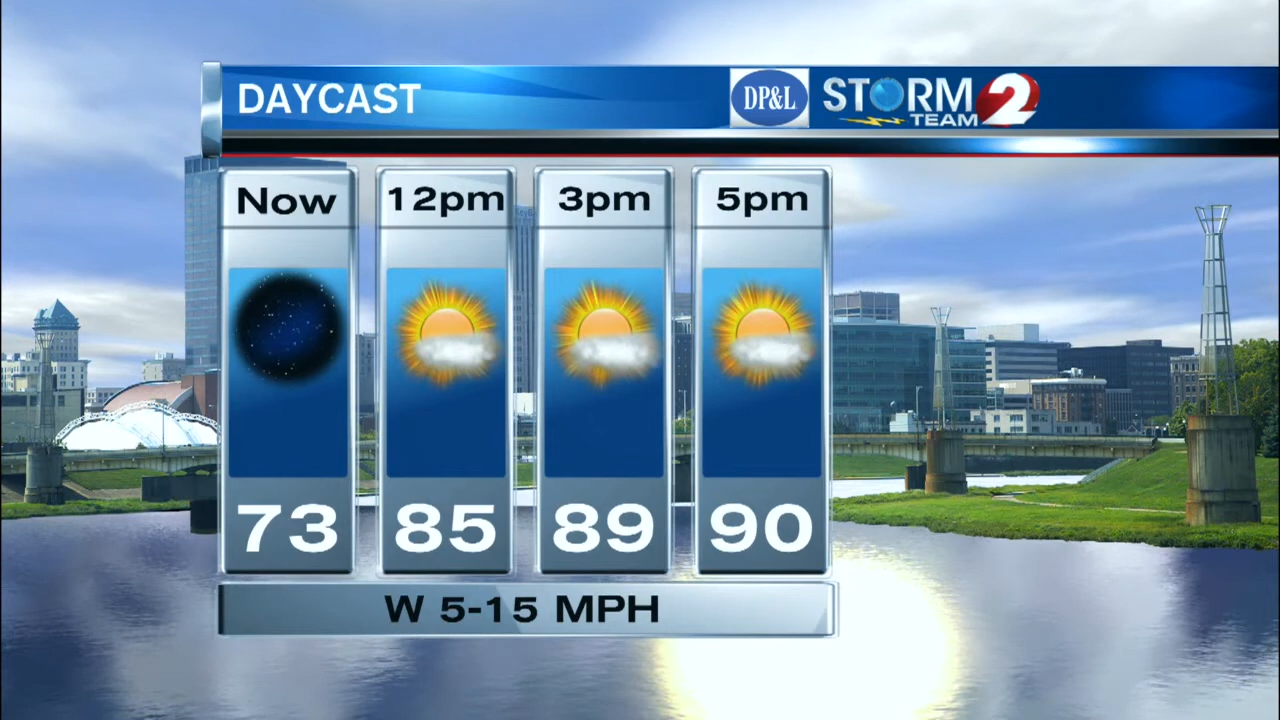 DAYCAST
DP&L
STORM
TEAM
2
Now
12pm
3pm
5pm
73
85
89
90
W 5-15 MPH